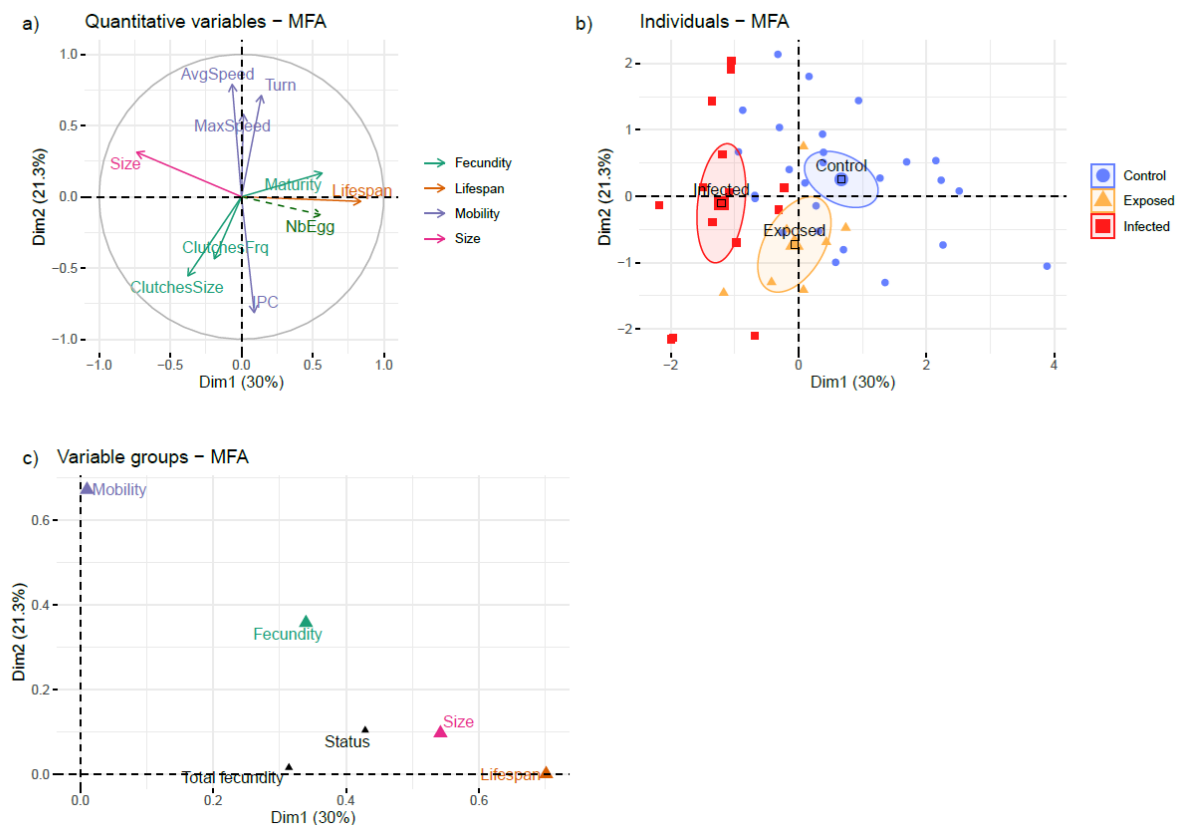 a) Quantitative variables − MFA
1.0
0.5
0.0
−0.5
−1.0
Dim2 (21.3%)
AvgSpeed
Turn
MaxSpeed
Size
Maturity
Lifespan
NbEgg
ClutchesFrq
ClutchesSize
IPC
−1.0 −0.5 0.0 0.5 1.0
Dim1 (30%)
Fecundity
Lifespan
Mobility
Size
b) Individuals − MFA
2
1
0
−1
−2
Dim2 (21.3%)
Control
Infected
Exposed
−2 0 2 4
Dim1 (30%)
Control
Exposed
Infected
c) Variable groups − MFA
0.6
0.4
0.2
0.0
Dim2 (21.3%)
Mobility
Fecundity
Size
Status
Total fecundity
Lifespan
0.0 0.2 0.4 0.6
Dim1 (30%)